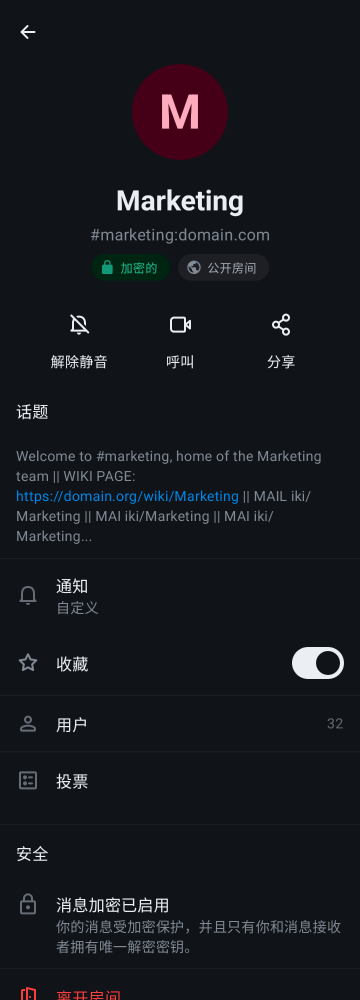 M
Marketing
#marketing:domain.com
加密的
公开房间
解除静音
呼叫
分享
话题
Welcome to #marketing, home of the Marketing
team || WIKI PAGE:
https://domain.org/wiki/Marketing || MAIL iki/
Marketing || MAI iki/Marketing || MAI iki/
Marketing...
通知
自定义
收藏
用户
32
投票
安全
消息加密已启用
你的消息受加密保护，并且只有你和消息接收
者拥有唯一解密密钥。
离开房间